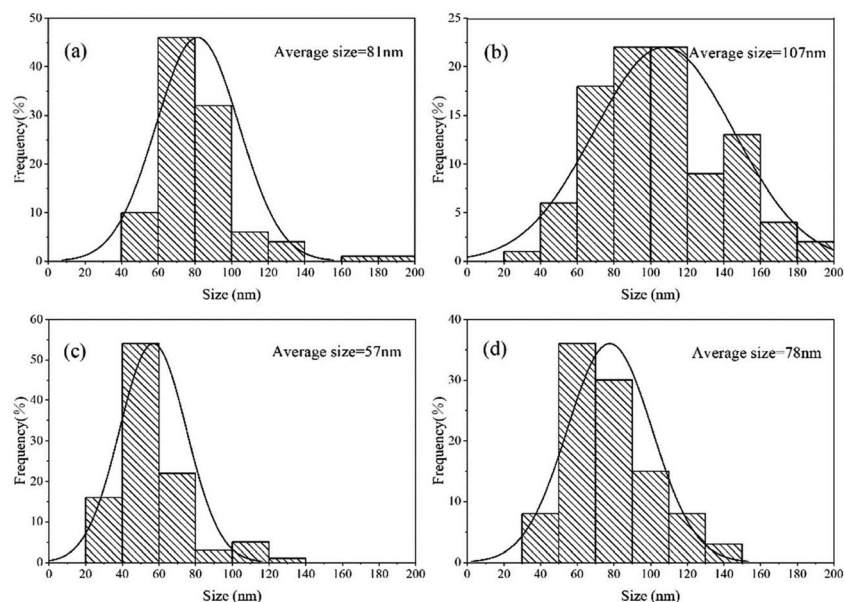 (a)
Average size=81nm
Frequency(%)
50
40
30
20
10
0
0 20 40 60 80 100 120 140 160 180 200
Size (nm)
(b)
Average size=107nm
Frequency(%)
25
20
15
10
5
0
0 20 40 60 80 100 120 140 160 180 200
Size (nm)
(c)
Average size=57nm
Frequency(%)
60
50
40
30
20
10
0
0 20 40 60 80 100 120 140 160 180 200
Size (nm)
(d)
Average size=78nm
Frequency(%)
40
30
20
10
0
0 20 40 60 80 100 120 140 160 180 200
Size (nm)